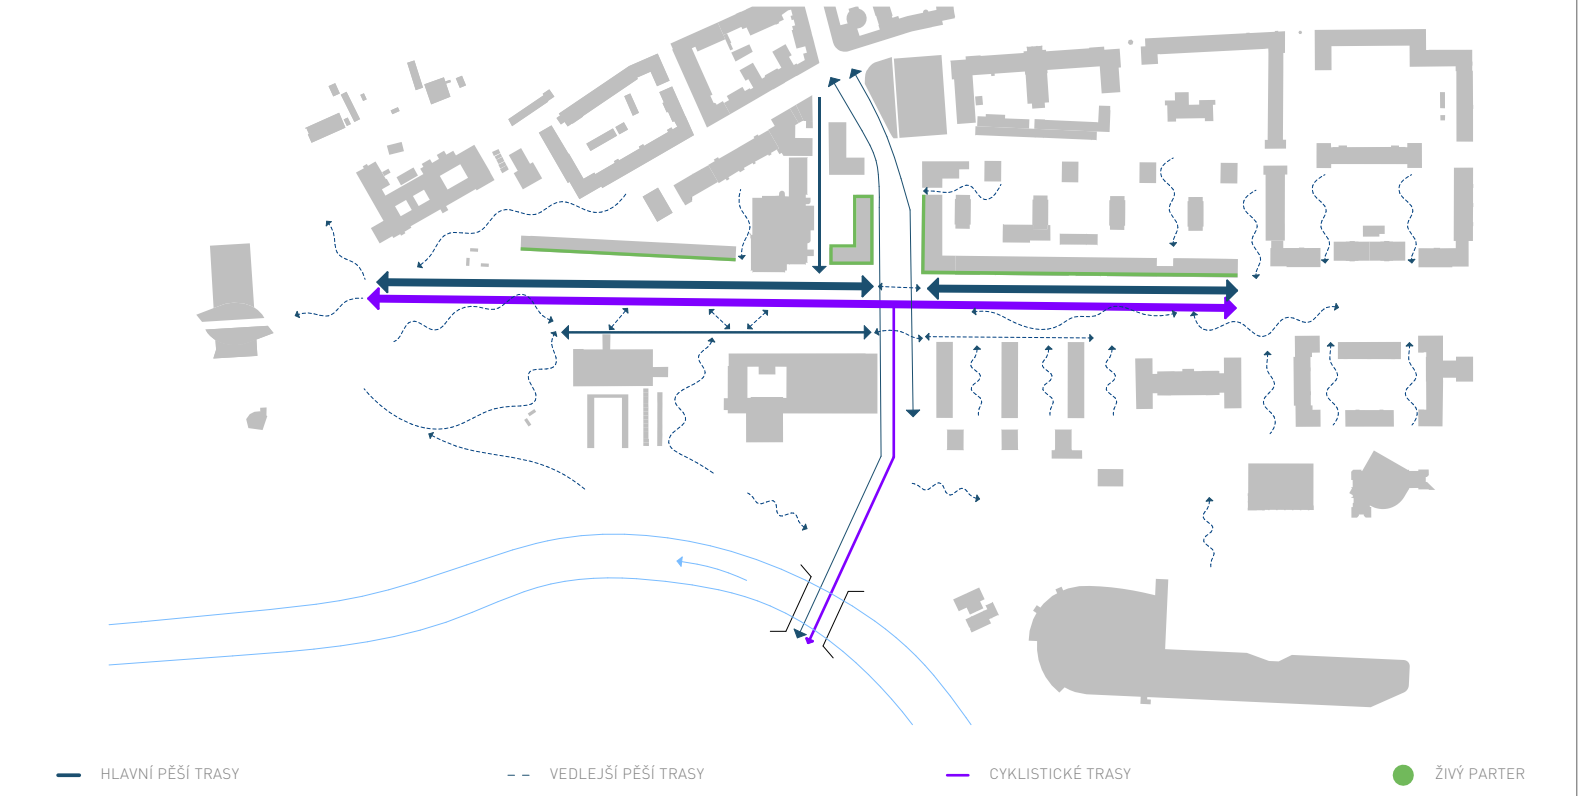 HLAVNÍ PĚŠÍ TRASY
VEDLEJŠÍ PĚŠÍ TRASY
CYKLISTICKÉ TRASY
ŽIVÝ PARTER